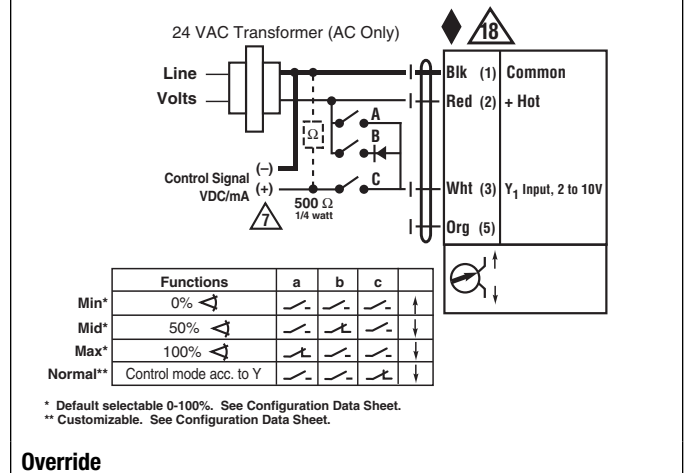 24 VAC Transformer (AC Only)
18
Line
Volts
Blk (1) Common
Red (2) + Hot
A
Ω
B
Control Signal (–)
VDC/mA (+)
C
Wht (3) Y1 Input, 2 to 10V
7
500 Ω
1/4 watt
Org (5)
Functions a b c
Min* 0%
Mid* 50%
Max* 100%
Normal** Control mode acc. to Y
* Default selectable 0-100%. See Configuration Data Sheet.
** Customizable. See Configuration Data Sheet.
Override